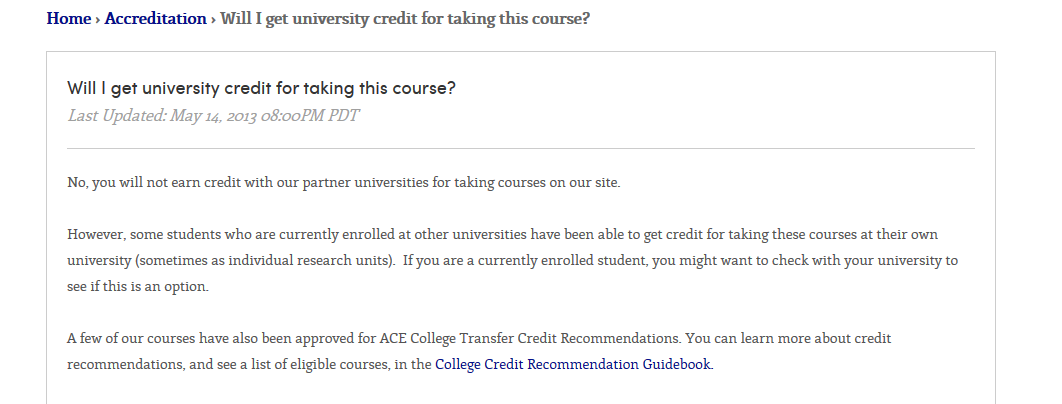 Home › Accreditation › Will I get university credit for taking this course?
Will I get university credit for taking this course?
Last Updated: May 14, 2013 08:00PM PDT
No, you will not earn credit with our partner universities for taking courses on our site.
However, some students who are currently enrolled at other universities have been able to get credit for taking these courses at their own
university (sometimes as individual research units).  If you are a currently enrolled student, you might want to check with your university to
see if this is an option.
A few of our courses have also been approved for ACE College Transfer Credit Recommendations. You can learn more about credit
recommendations, and see a list of eligible courses, in the College Credit Recommendation Guidebook.